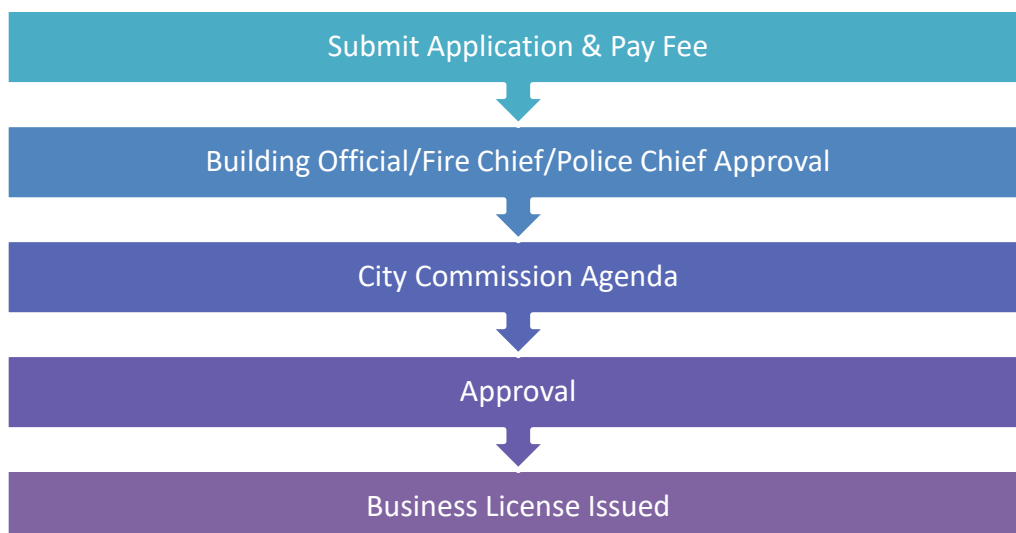 Submit Application & Pay Fee
Building Official/Fire Chief/Police Chief Approval
City Commission Agenda
Approval
Business License Issued